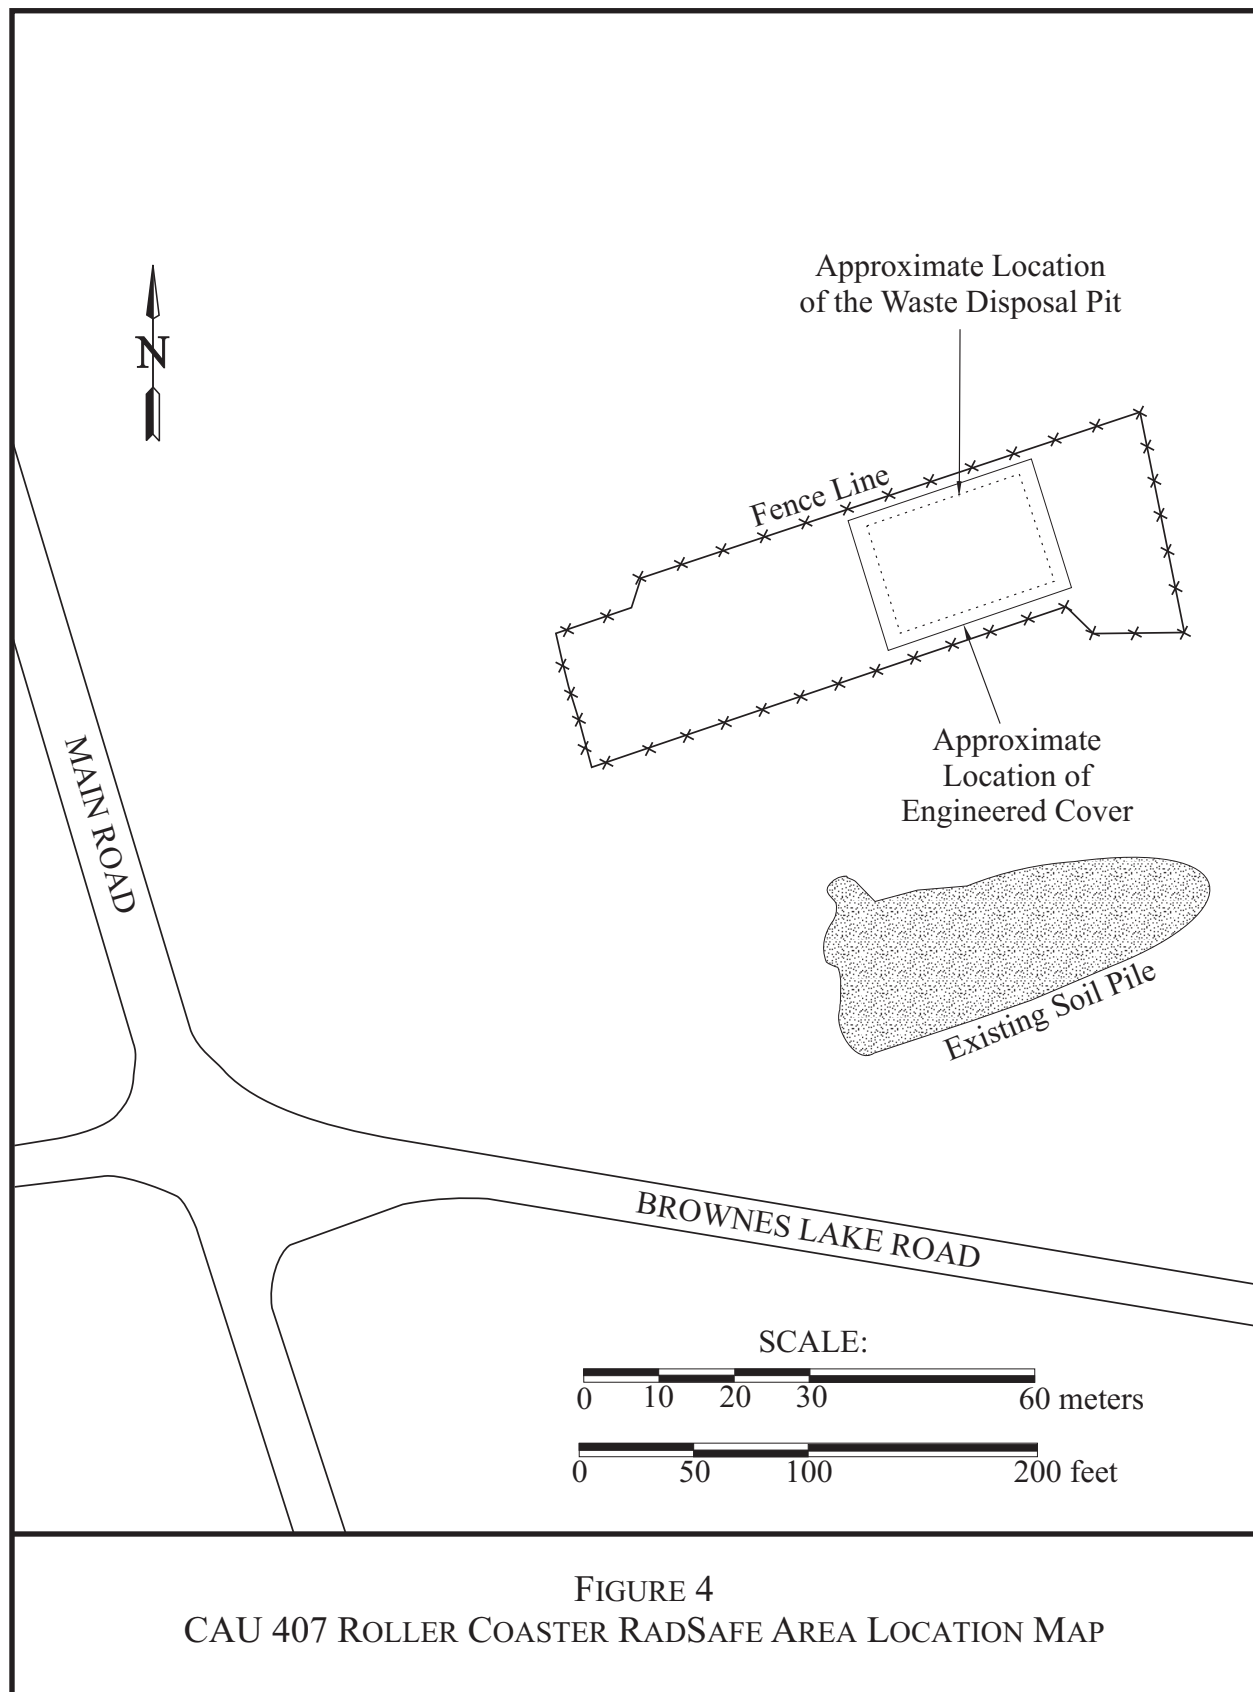 Approximate Location
of the Waste Disposal Pit
N
Fence Line
MAIN ROAD
Approximate
Location of
Engineered Cover
Existing Soil Pile
BROWNES LAKE ROAD
SCALE:
0 10 20 30 60 meters
0 50 100 200 feet
FIGURE 4
CAU 407 ROLLER COASTER RADSAFE AREA LOCATION MAP